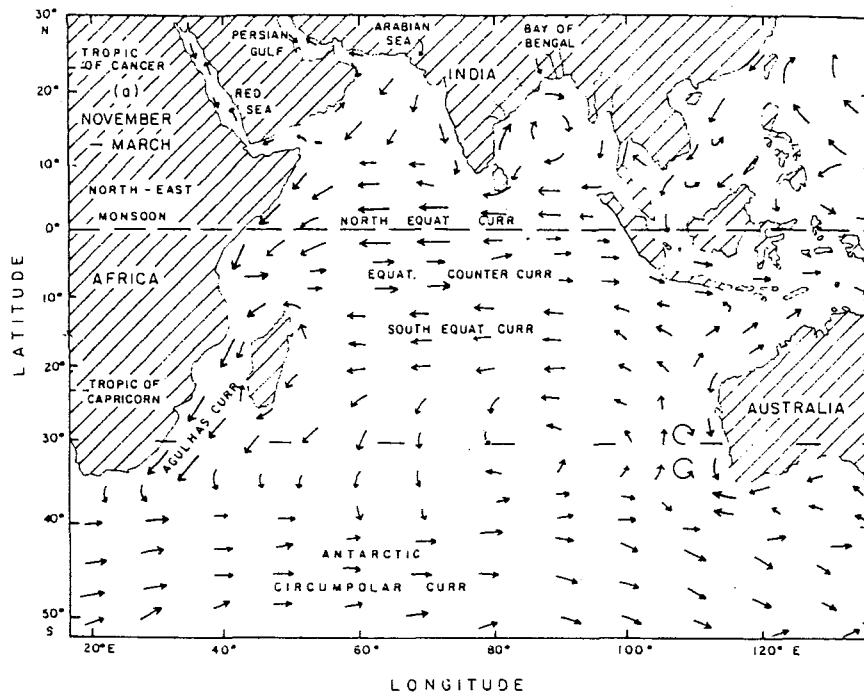 30°
N
TROPIC
OF CANCER
(a)
NOVEMBER
— MARCH
PERSIAN
GULF
ARABIAN
SEA
BAY OF
BENGAL
INDIA
RED
SEA
20°
10°
NORTH-EAST
MONSOON
NORTH EQUAT CURR
0°
AFRICA
EQUAT. COUNTER CURR
10°
SOUTH EQUAT CURR
20°
TROPIC OF
CAPRICORN
AGULHAS CURR
AUSTRALIA
30°
40°
ANTARCTIC
CIRCUMPOLAR CURR
50°
S
20°E
40°
60°
80°
100°
120°E
LATITUDE
LONGITUDE